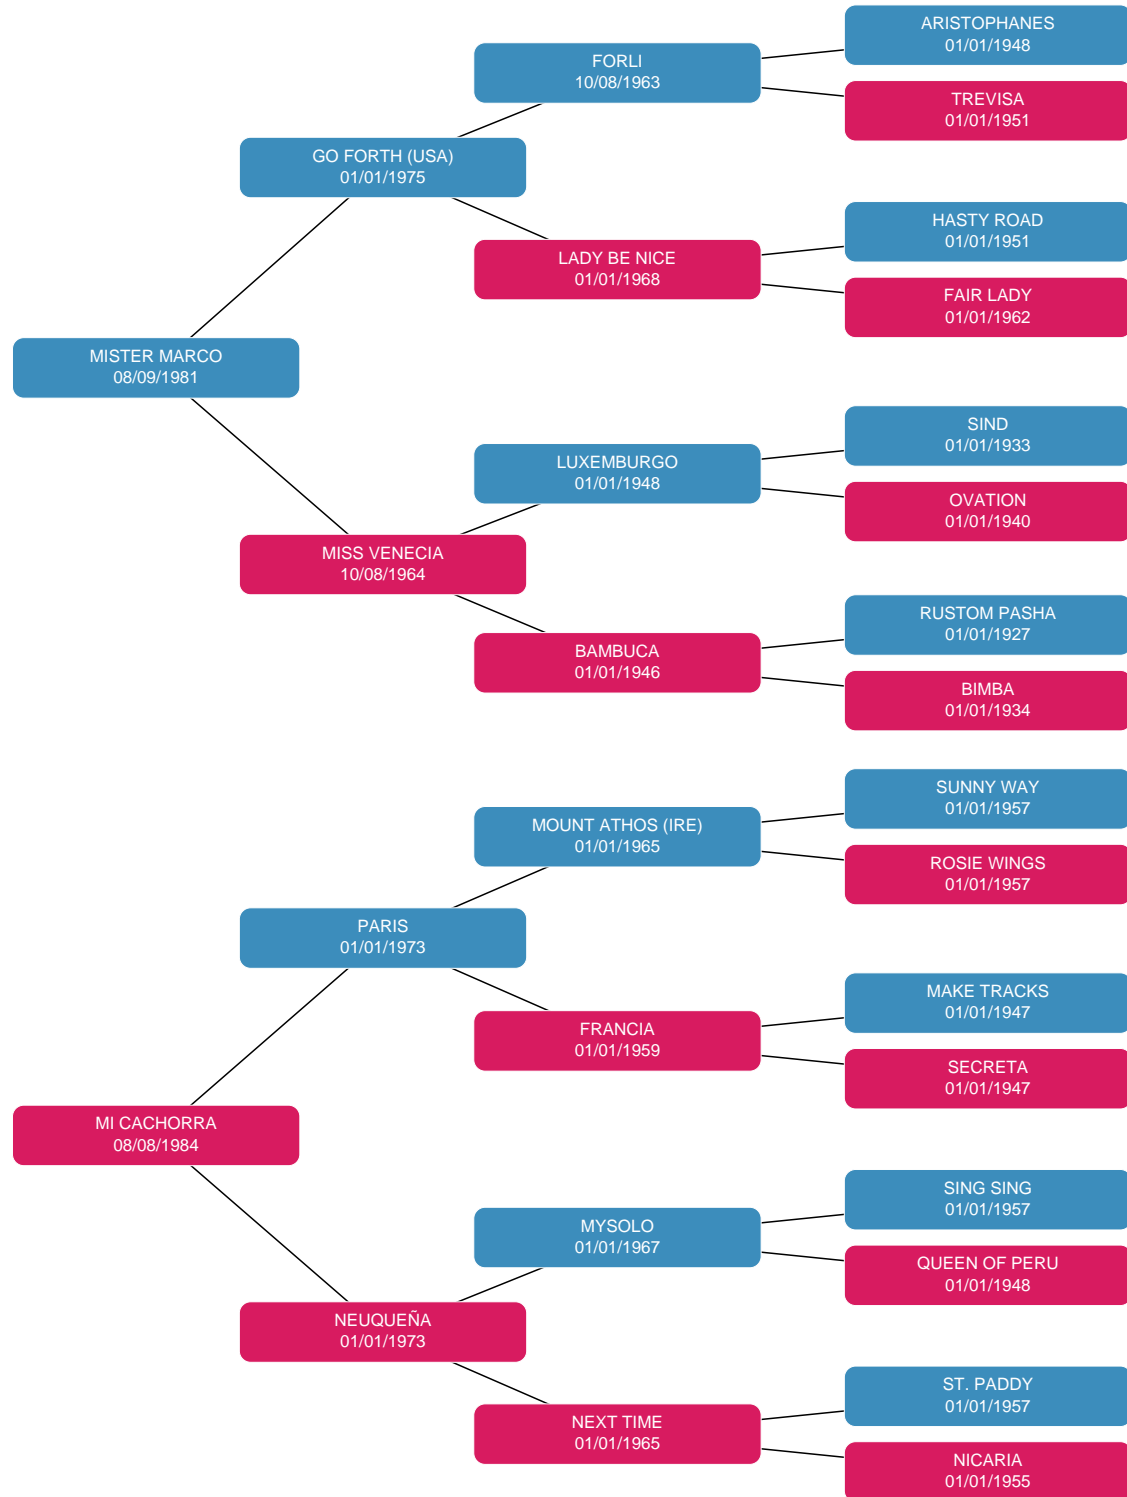 ARISTOPHANES
01/01/1948
FORLI
10/08/1963
TREVISA
01/01/1951
GO FORTH (USA)
01/01/1975
HASTY ROAD
01/01/1951
LADY BE NICE
01/01/1968
FAIR LADY
01/01/1962
MISTER MARCO
08/09/1981
SIND
01/01/1933
LUXEMBURGO
01/01/1948
OVATION
01/01/1940
MISS VENECIA
10/08/1964
RUSTOM PASHA
01/01/1927
BAMBUCA
01/01/1946
BIMBA
01/01/1934
SUNNY WAY
01/01/1957
MOUNT ATHOS (IRE)
01/01/1965
ROSIE WINGS
01/01/1957
PARIS
01/01/1973
MAKE TRACKS
01/01/1947
FRANCIA
01/01/1959
SECRETA
01/01/1947
MI CACHORRA
08/08/1984
SING SING
01/01/1957
MYSOLO
01/01/1967
QUEEN OF PERU
01/01/1948
NEUQUEÑA
01/01/1973
ST. PADDY
01/01/1957
NEXT TIME
01/01/1965
NICARIA
01/01/1955